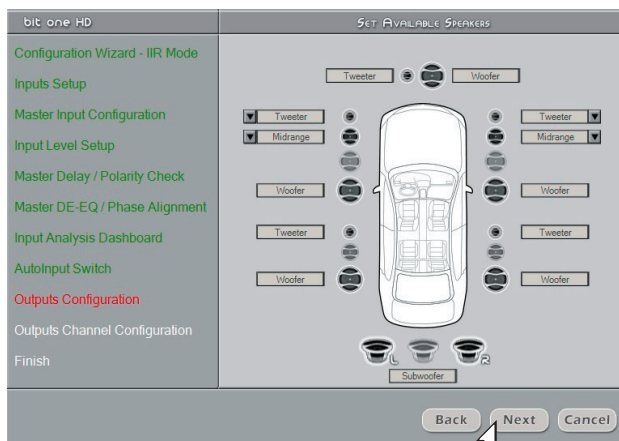 bit one HD
Set Available Speakers
Configuration Wizard - IIR Mode
Inputs Setup
Master Input Configuration
Input Level Setup
Master Delay / Polarity Check
Master DE-EQ / Phase Alignment
Input Analysis Dashboard
AutoInput Switch
Outputs Configuration
Outputs Channel Configuration
Finish
Tweeter Woofer
Tweeter Tweeter
Midrange Midrange
Woofer Woofer
Tweeter Tweeter
Woofer Woofer
L R
Subwoofer
Back Next Cancel